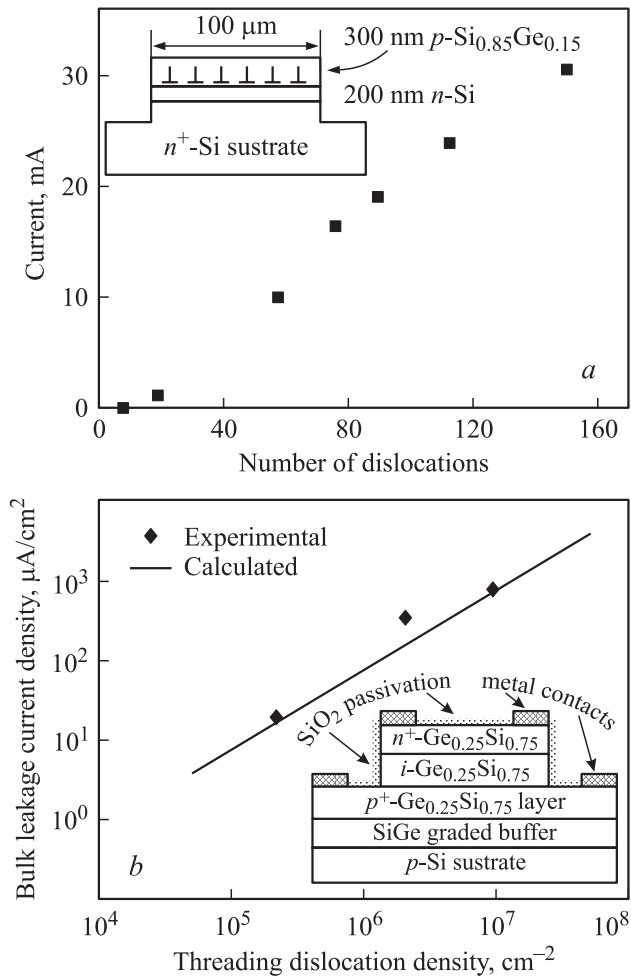 100 μm
300 nm p-Si0.85Ge0.15
200 nm n-Si
n+-Si sustrate
Current, mA
30
20
10
0
a
0 40 80 120 160
Number of dislocations
Experimental
Calculated
Bulk leakage current density, μA/cm²
10³
10²
10¹
10⁰
SiO₂ passivation
metal contacts
n⁺-Ge0.25Si0.75
i-Ge0.25Si0.75
p⁺-Ge0.25Si0.75 layer
SiGe graded buffer
p-Si sustrate
b
10⁴ 10⁵ 10⁶ 10⁷ 10⁸
Threading dislocation density, cm⁻²